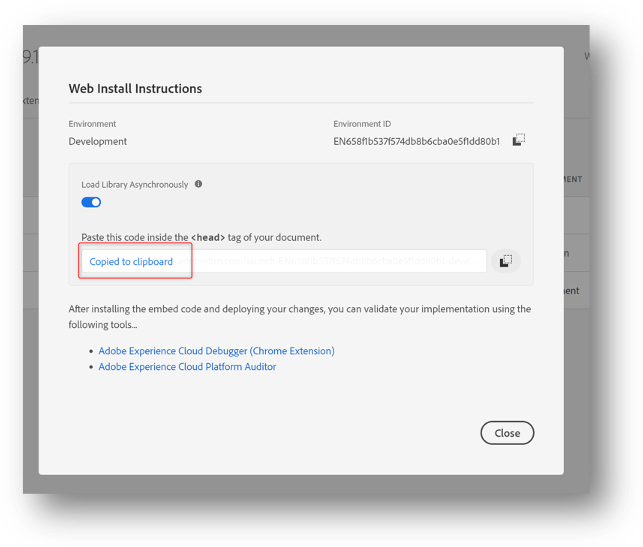 9.1
W
xten
Web Install Instructions
Environment
Environment ID
Development
EN658f1b537f574db8b6cba0e5f1dd80b1
Load Library Asynchronously
MENT
Paste this code inside the <head> tag of your document.
Copied to clipboard
m
ment
After installing the embed code and deploying your changes, you can validate your implementation using the
following tools...
Adobe Experience Cloud Debugger (Chrome Extension)
Adobe Experience Cloud Platform Auditor
Close